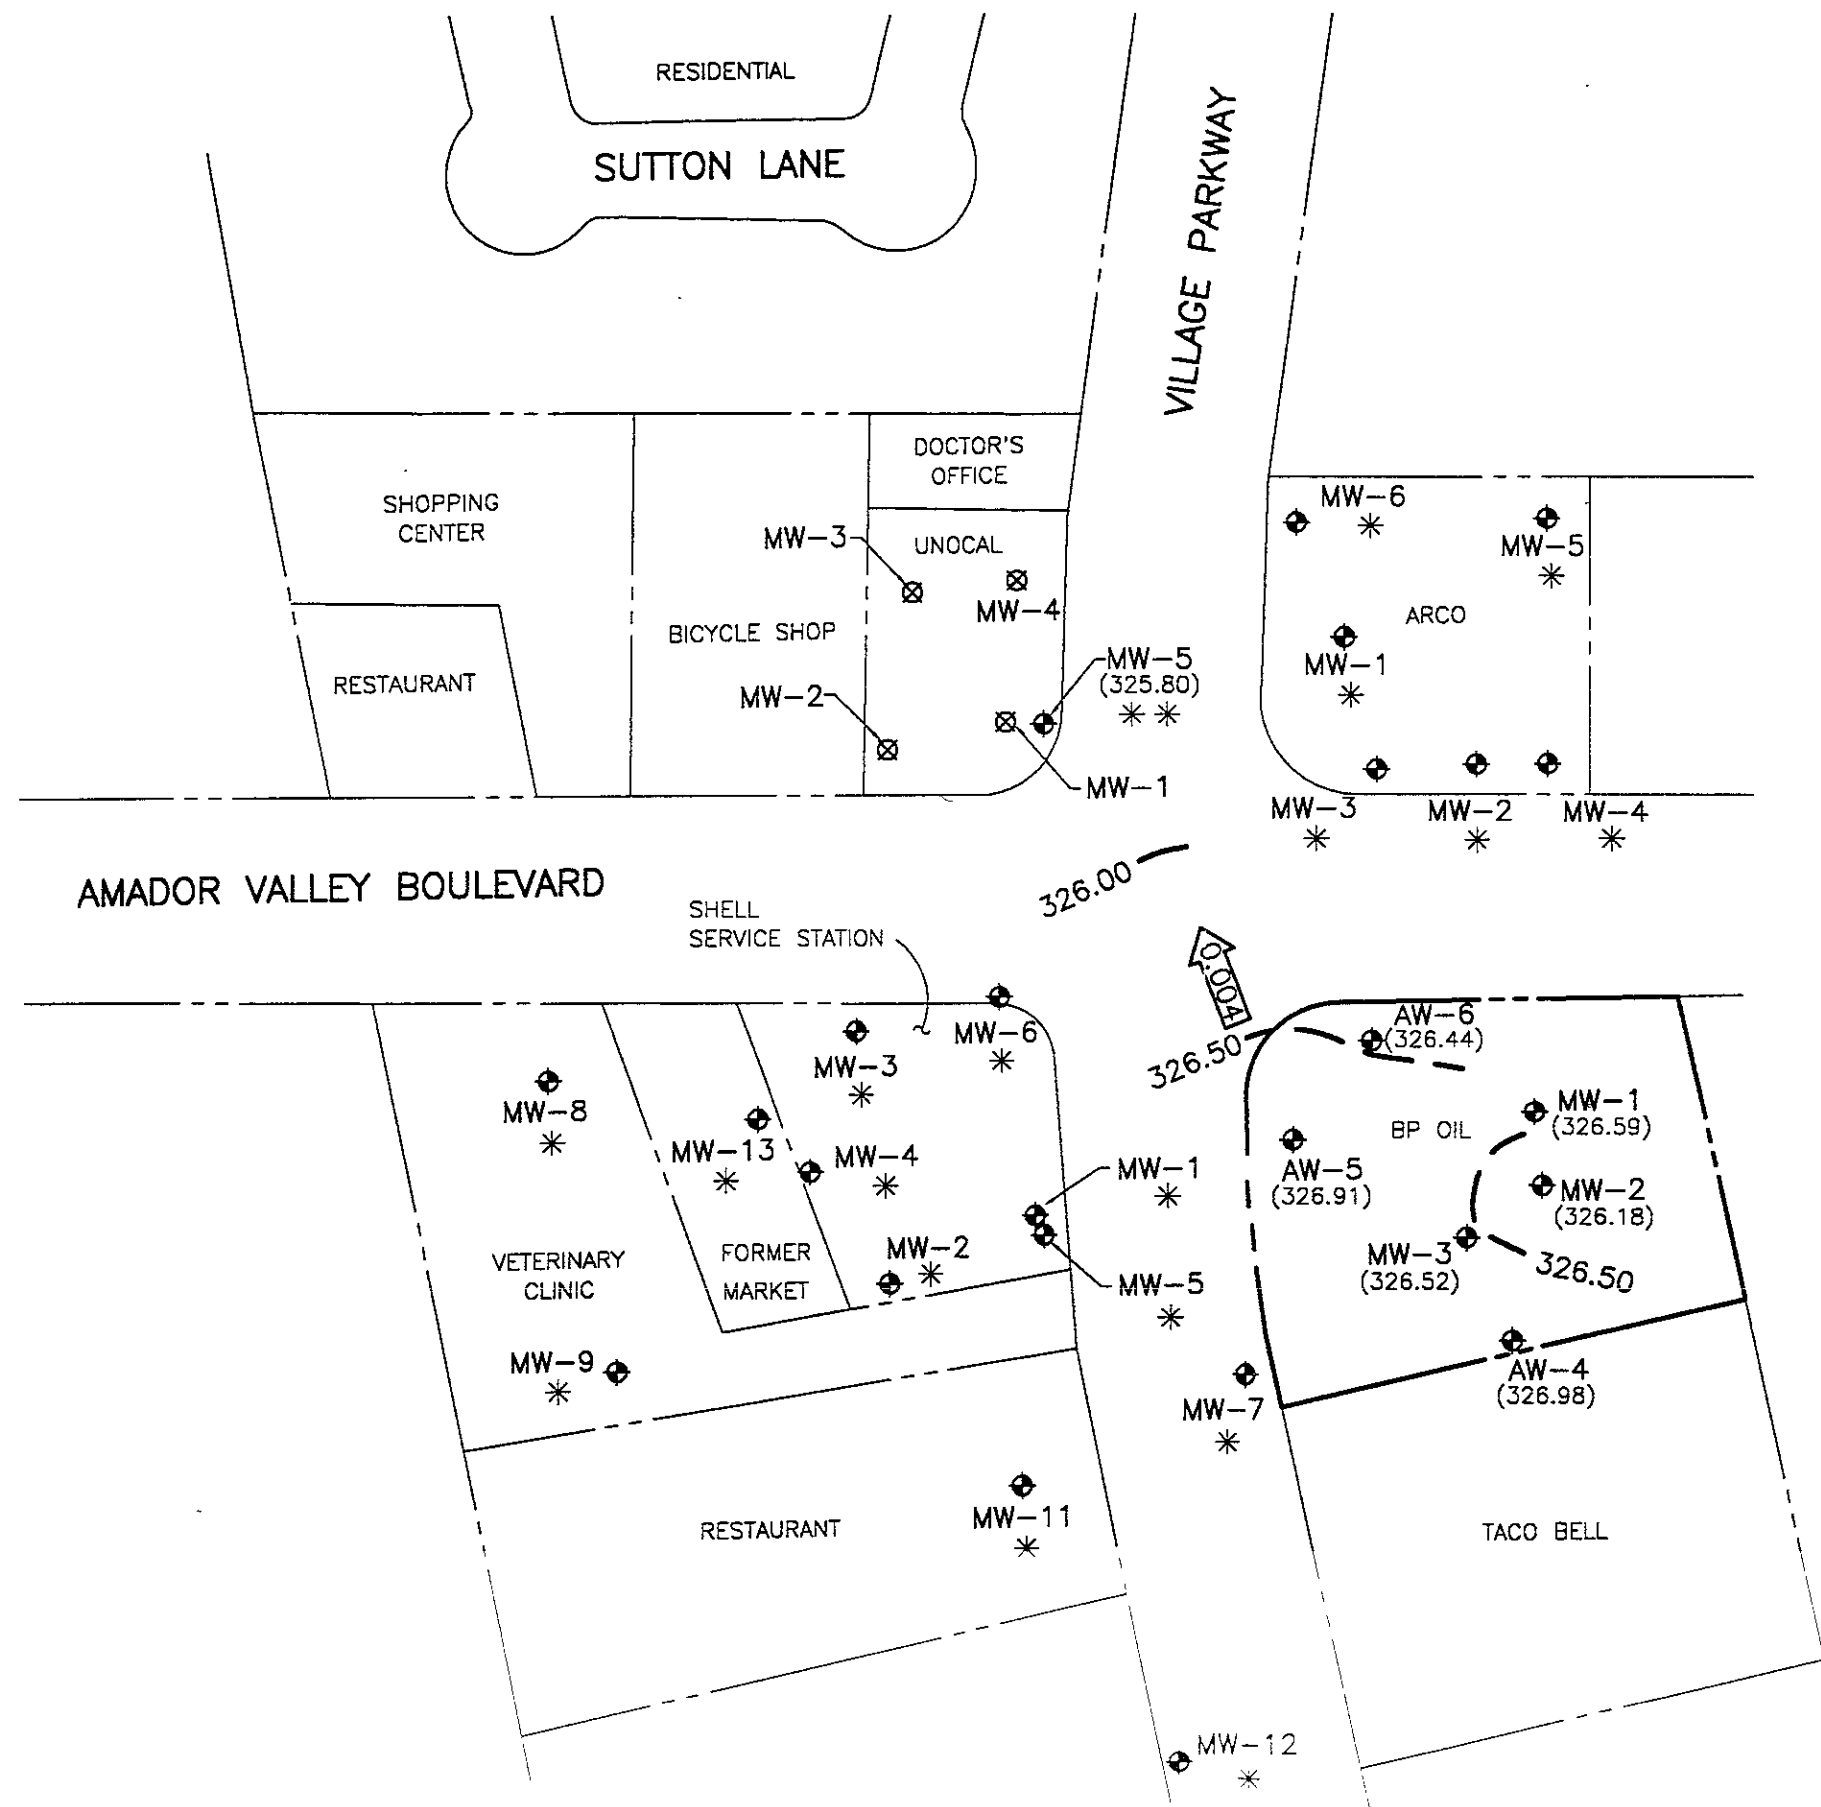 RESIDENTIAL
SUTTON LANE
VILLAGE PARKWAY
DOCTOR'S
OFFICE
SHOPPING
CENTER
MW-3
UNOCAL
MW-4
BICYCLE SHOP
RESTAURANT
MW-2
MW-5
(325.80)
* *
MW-1
MW-6
*
MW-5
*
ARCO
MW-1
*
MW-3
*
MW-2
*
MW-4
*
326.00
AMADOR VALLEY BOULEVARD
SHELL
SERVICE STATION
0.004
326.50
MW-6
*
MW-3
*
MW-8
*
MW-13
*
MW-4
*
MW-1
*
MW-2
*
MW-5
*
VETERINARY
CLINIC
FORMER
MARKET
MW-9
*
AW-6
(326.44)
MW-1
(326.59)
BP OIL
AW-5
(326.91)
MW-2
(326.18)
MW-3
(326.52)
326.50
AW-4
(326.98)
MW-7
*
RESTAURANT
MW-11
*
TACO BELL
MW-12
*